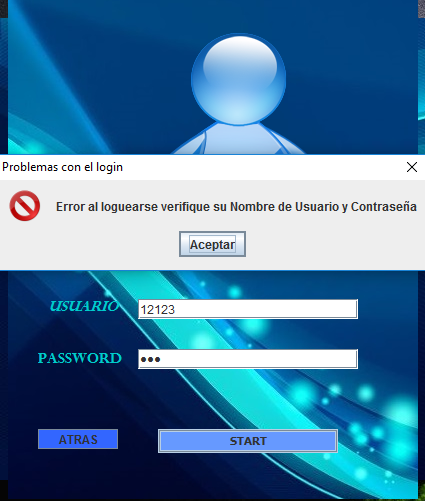 Problemas con el login
Error al loguearse verifique su Nombre de Usuario y Contraseña
Aceptar
USUARIO
12123
PASSWORD
●●●
ATRAS
START